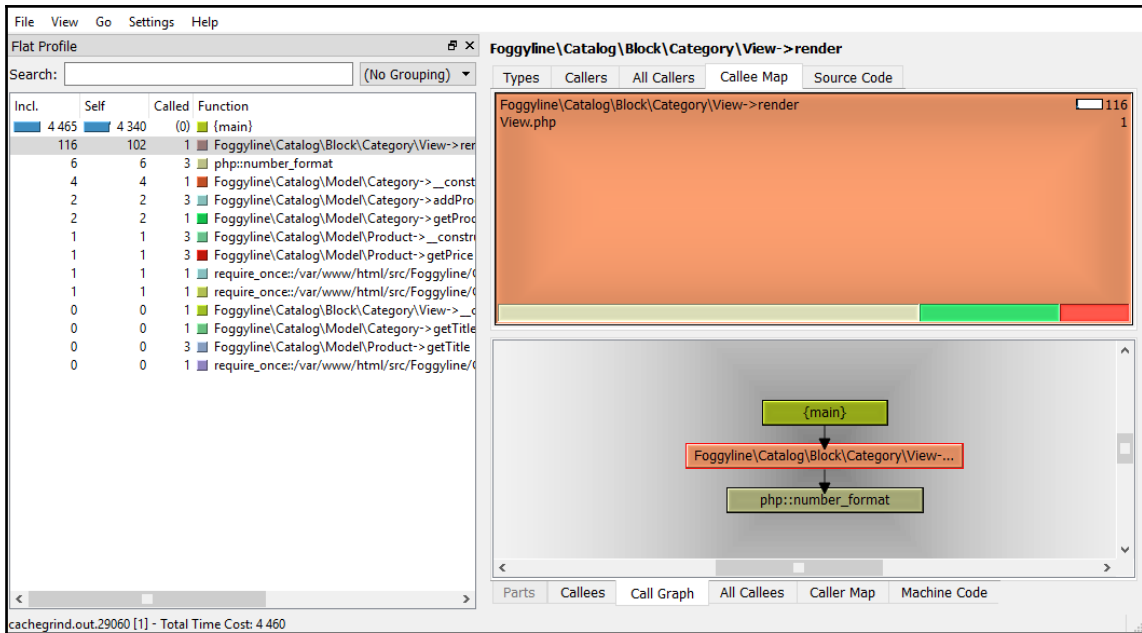 File View Go Settings Help
Flat Profile
Search: (No Grouping)
Incl. Self Called Function
4 465 4 340 (0) {main}
116 102 1 Foggyline\Catalog\Block\Category\View->ren
6 6 3 php::number_format
4 4 1 Foggyline\Catalog\Model\Category->__const
2 2 3 Foggyline\Catalog\Model\Category->addPro
2 2 1 Foggyline\Catalog\Model\Category->getProd
1 1 3 Foggyline\Catalog\Model\Product->__constru
1 1 3 Foggyline\Catalog\Model\Product->getPrice
1 1 1 require_once::/var/www/html/src/Foggyline/C
1 1 1 require_once::/var/www/html/src/Foggyline/C
0 0 1 Foggyline\Catalog\Block\Category\View->__c
0 0 1 Foggyline\Catalog\Model\Category->getTitle
0 0 3 Foggyline\Catalog\Model\Product->getTitle
0 0 1 require_once::/var/www/html/src/Foggyline/C
Foggyline\Catalog\Block\Category\View->render
Types Callers All Callers Callee Map Source Code
Foggyline\Catalog\Block\Category\View->render 116
View.php 1
{main}
Foggyline\Catalog\Block\Category\View-...
php::number_format
Parts Callees Call Graph All Callees Caller Map Machine Code
cachegrind.out.29060 [1] - Total Time Cost: 4 460